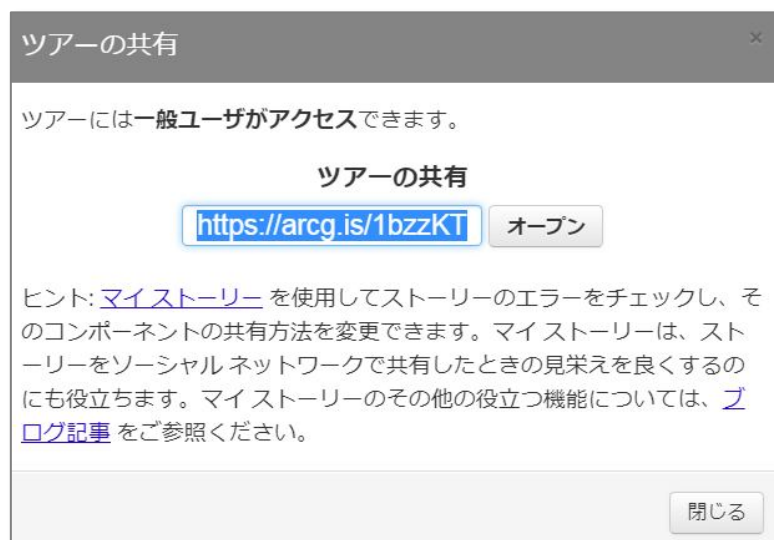 ツアーの共有
×
ツアーには一般ユーザがアクセスできます。
ツアーの共有
https://arcg.is/1bzzKT オープン
ヒント: マイ ストーリー を使用してストーリーのエラーをチェックし、そ
のコンポーネントの共有方法を変更できます。マイ ストーリーは、スト
ーリーをソーシャル ネットワークで共有したときの見栄えを良くするの
にも役立ちます。マイ ストーリーのその他の役立つ機能については、ブ
ログ記事 をご参照ください。
閉じる